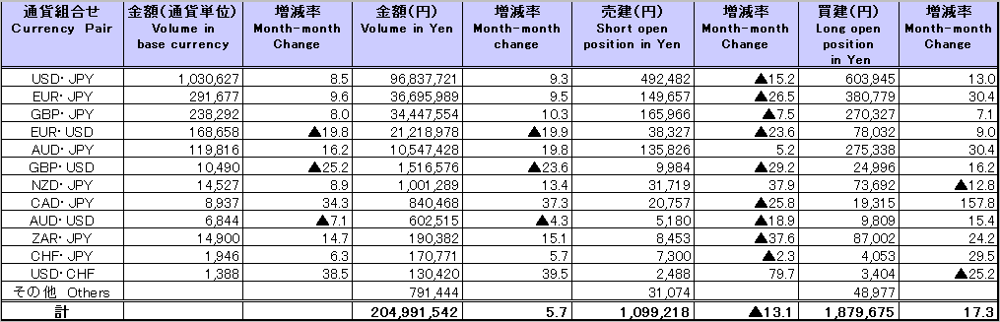 通貨組合せ 金額(通貨単位) 増減率 金額(円) 増減率 売建(円) 増減率 買建(円) 増減率
Currency Pair Volume in Month-month Volume in Yen Month-month Short open Month-month Long open Month-month
base currency Change change position in Yen Change position Change
in Yen
USD・JPY 1,030,627 8.5 96,837,721 9.3 492,482 ▲15.2 603,945 13.0
EUR・JPY 291,677 9.6 36,695,989 9.5 149,657 ▲26.5 380,779 30.4
GBP・JPY 238,292 8.0 34,447,554 10.3 165,966 ▲7.5 270,327 7.1
EUR・USD 168,658 ▲19.8 21,218,978 ▲19.9 38,327 ▲23.6 78,032 9.0
AUD・JPY 119,816 16.2 10,547,428 19.8 135,826 5.2 275,338 30.4
GBP・USD 10,490 ▲25.2 1,516,576 ▲23.6 9,984 ▲29.2 24,996 16.2
NZD・JPY 14,527 8.9 1,001,289 13.4 31,719 37.9 73,692 ▲12.8
CAD・JPY 8,937 34.3 840,468 37.3 20,757 ▲25.8 19,315 157.8
AUD・USD 6,844 ▲7.1 602,515 ▲4.3 5,180 ▲18.9 9,809 15.4
ZAR・JPY 14,900 14.7 190,382 15.1 8,453 ▲37.6 87,002 24.2
CHF・JPY 1,946 6.3 170,771 5.7 7,300 ▲2.3 4,053 29.5
USD・CHF 1,388 38.5 130,420 39.5 2,488 79.7 3,404 ▲25.2
その他 Others 791,444 31,074 48,977
計 204,991,542 5.7 1,099,218 ▲13.1 1,879,675 17.3